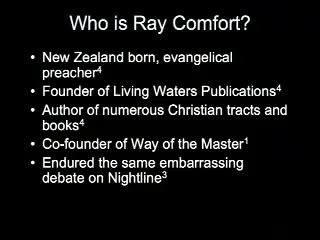 Who is Ray Comfort?
• New Zealand born, evangelical
preacher⁴
• Founder of Living Waters Publications⁴
• Author of numerous Christian tracts and
books⁴
• Co-founder of Way of the Master¹
• Endured the same embarrassing
debate on Nightline³